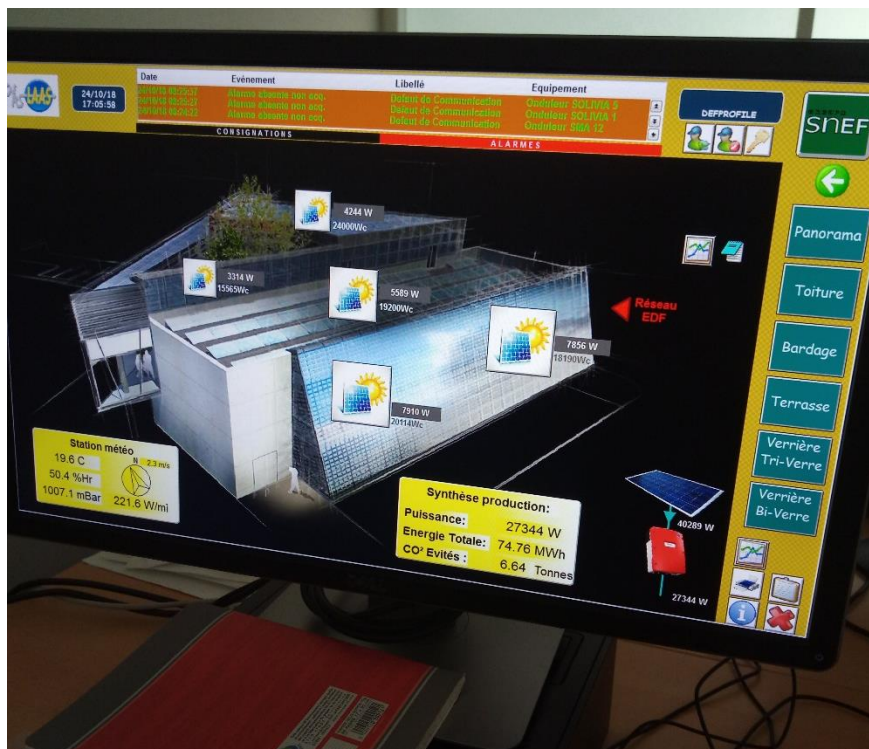 LAAS
24/10/18
17:05:58
Date Evénement Libellé Equipement
Alarme absente non acq. Defaut de Communication Onduleur SOLIVIA 5
Alarme absente non acq. Defaut de Communication Onduleur SOLIVIA 1
Alarme absente non acq. Defaut de Communication Onduleur SMA 12
CONSIGNATIONS ALARMES
DEFPROFILE
SNEF
4244 W
24000Wc
3314 W
15565Wc
5589 W
19200Wc
7856 W
18190Wc
7910 W
20114Wc
Réseau
EDF
Panorama
Toiture
Bardage
Terrasse
Verrière
Tri-Verre
Verrière
Bi-Verre
Station météo
19.6 C N 2.3 m/s
50.4 %Hr
1007.1 mBar 221.6 W/mi
Synthèse production:
Puissance: 27344 W
Energie Totale: 74.76 MWh
CO² Evités : 6.64 Tonnes
40289 W
27344 W